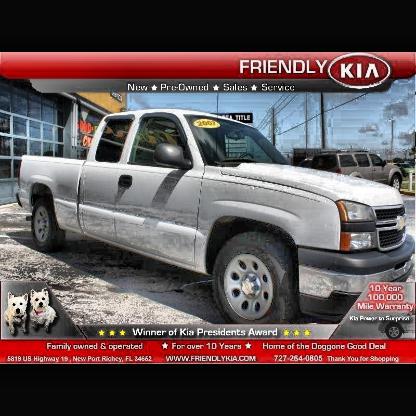 FRIENDLY KIA
New ★ Pre-Owned ★ Sales ★ Service
2007
TITLE
10 Year
100,000
Mile Warranty
Kia Power to Surprise
★ ★ ★ Winner of Kia Presidents Award ★ ★ ★
Family owned & operated ★ For over 10 Years ★ Home of the Doggone Good Deal
5819 US Highway 19 , New Port Richey, FL 34652 WWW.FRIENDLYKIA.COM 727-264-0805 Thank You for Shopping